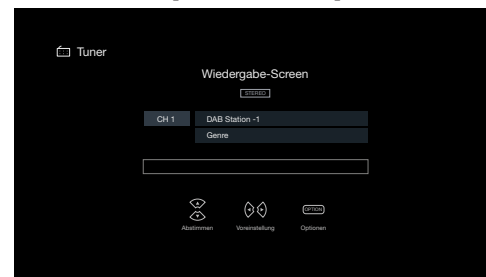 Tuner
Wiedergabe-Screen
STEREO
CH 1 DAB Station -1
Genre
OPTION
Abstimmen Voreinstellung Optionen